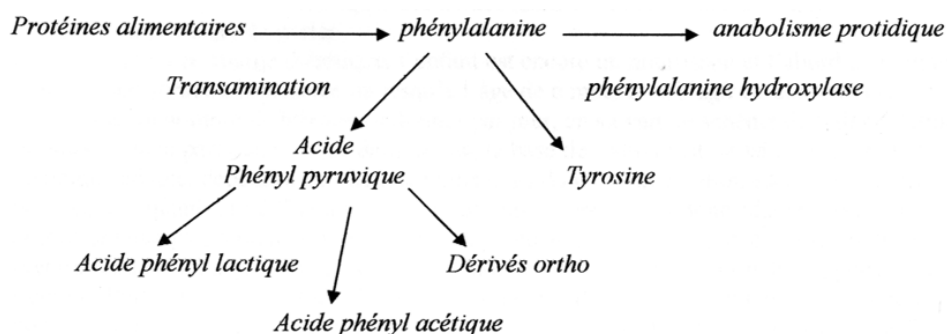 Protéines alimentaires phénylalanine anabolisme protidique
Transamination phénylalanine hydroxylase
Acide
Phényl pyruvique Tyrosine
Acide phényl lactique Dérivés ortho
Acide phényl acétique